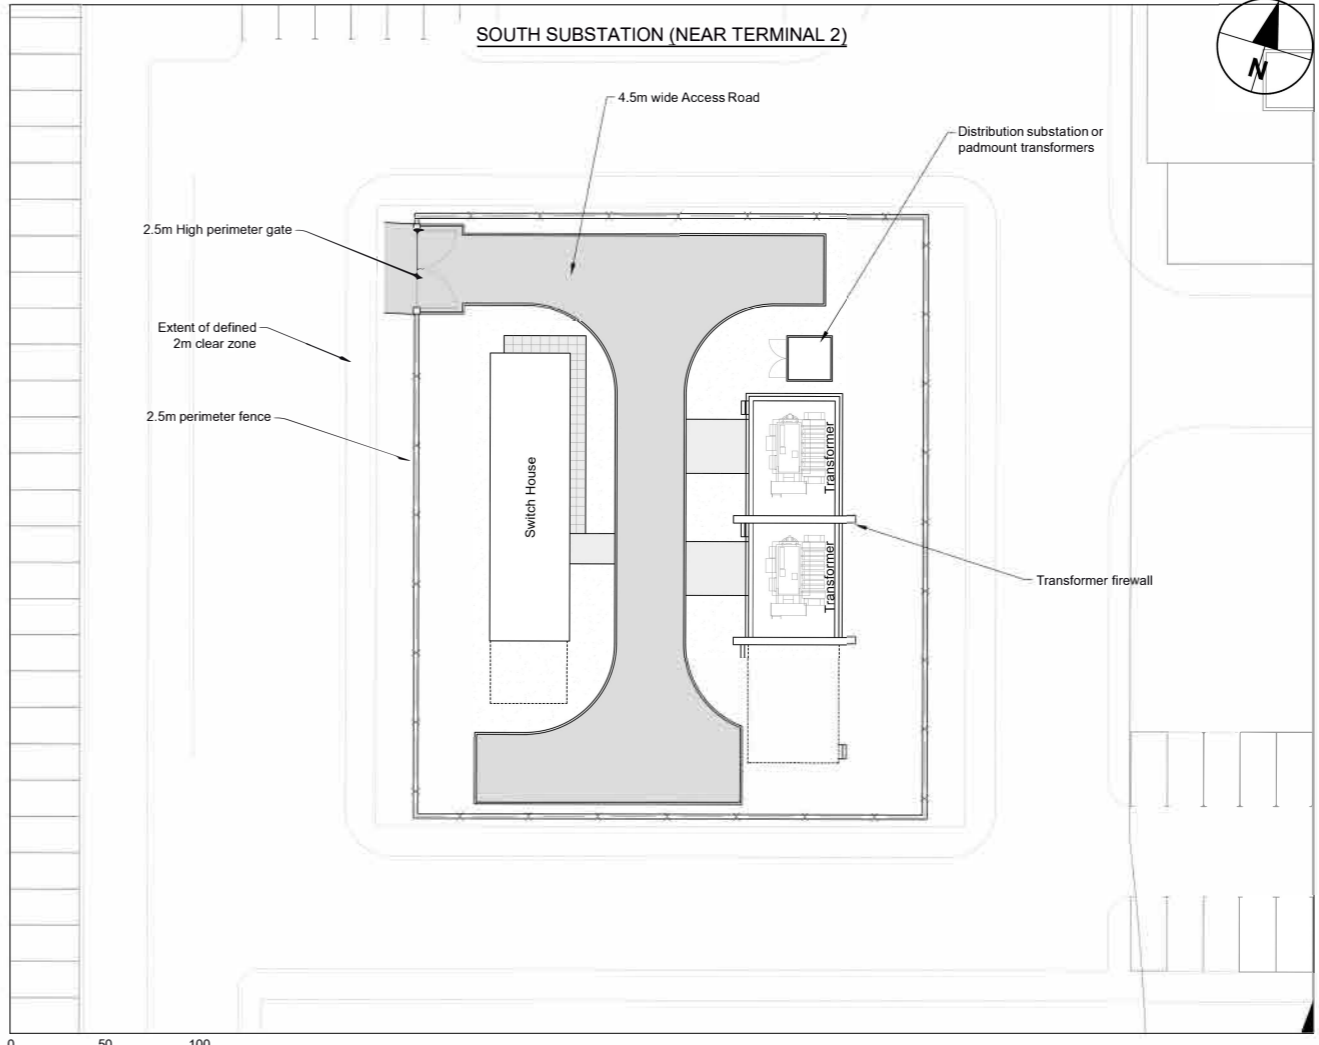 SOUTH SUBSTATION (NEAR TERMINAL 2)
N
4.5m wide Access Road
Distribution substation or
padmount transformers
2.5m High perimeter gate
Extent of defined
2m clear zone
2.5m perimeter fence
Switch House
Transformer
Transformer
Transformer firewall
0 50 100